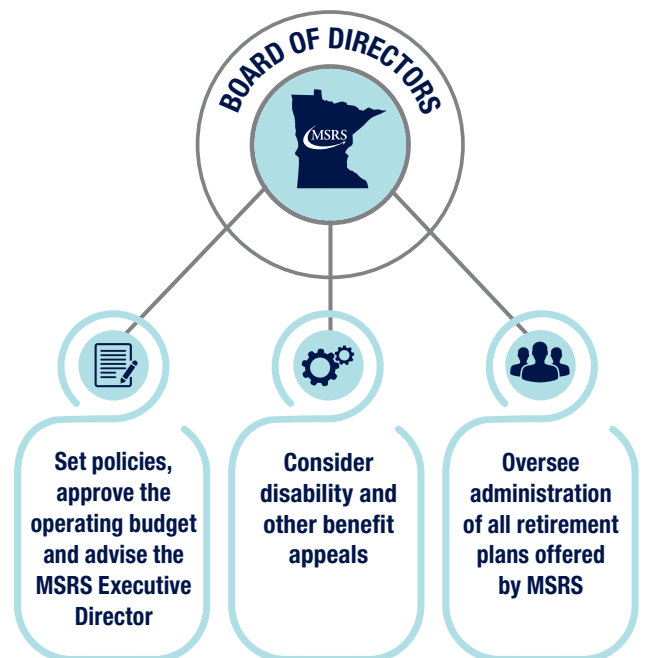 BOARD OF DIRECTORS
MSRS
Set policies,
approve the
operating budget
and advise the
MSRS Executive
Director
Consider
disability and
other benefit
appeals
Oversee
administration
of all retirement
plans offered
by MSRS